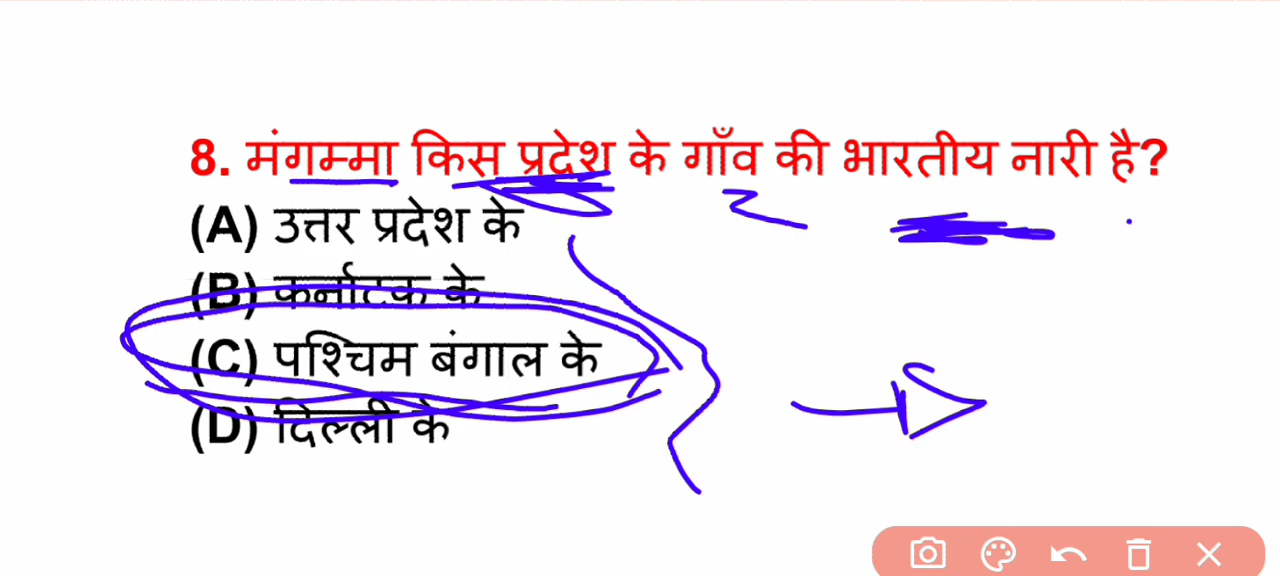 8. मंगम्मा किस प्रदेश के गाँव की भारतीय नारी है?
(A) उत्तर प्रदेश के
(B) कर्नाटक के
(C) पश्चिम बंगाल के
(D) दिल्ली के